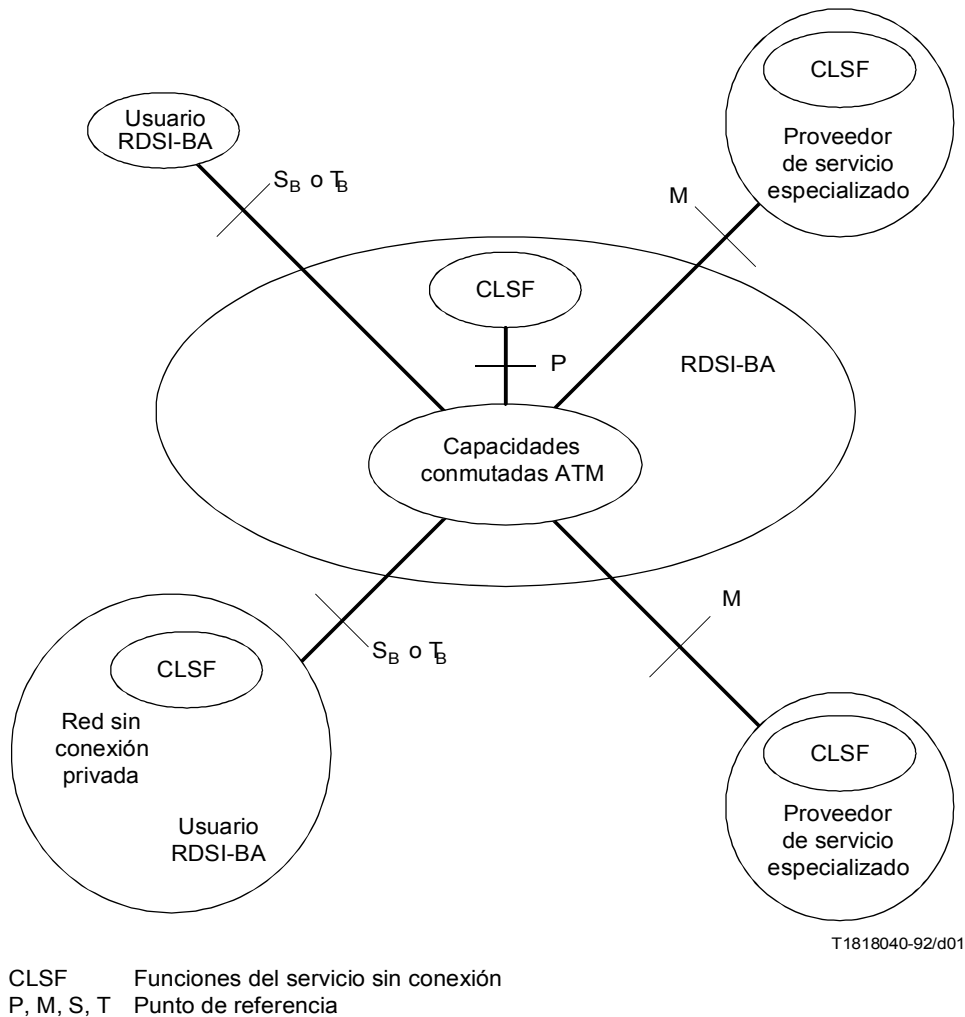 CLSF
Proveedor
de servicio
especializado
Usuario
RDSI-BA
S_B o T_B
M
CLSF
P
RDSI-BA
Capacidades
conmutadas ATM
M
S_B o T_B
CLSF
Red sin
conexión
privada
Usuario
RDSI-BA
CLSF
Proveedor
de servicio
especializado
T1818040-92/d01
CLSF Funciones del servicio sin conexión
P, M, S, T Punto de referencia